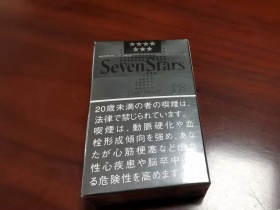 ★★★★
★★★
SevenStars
20歳未満の者の喫煙は、
法律で禁じられています。
喫煙は、動脈硬化や血
栓形成傾向を強め、あな
たが心筋梗塞など
性心疾患や脳卒中
る危険性を高めます。